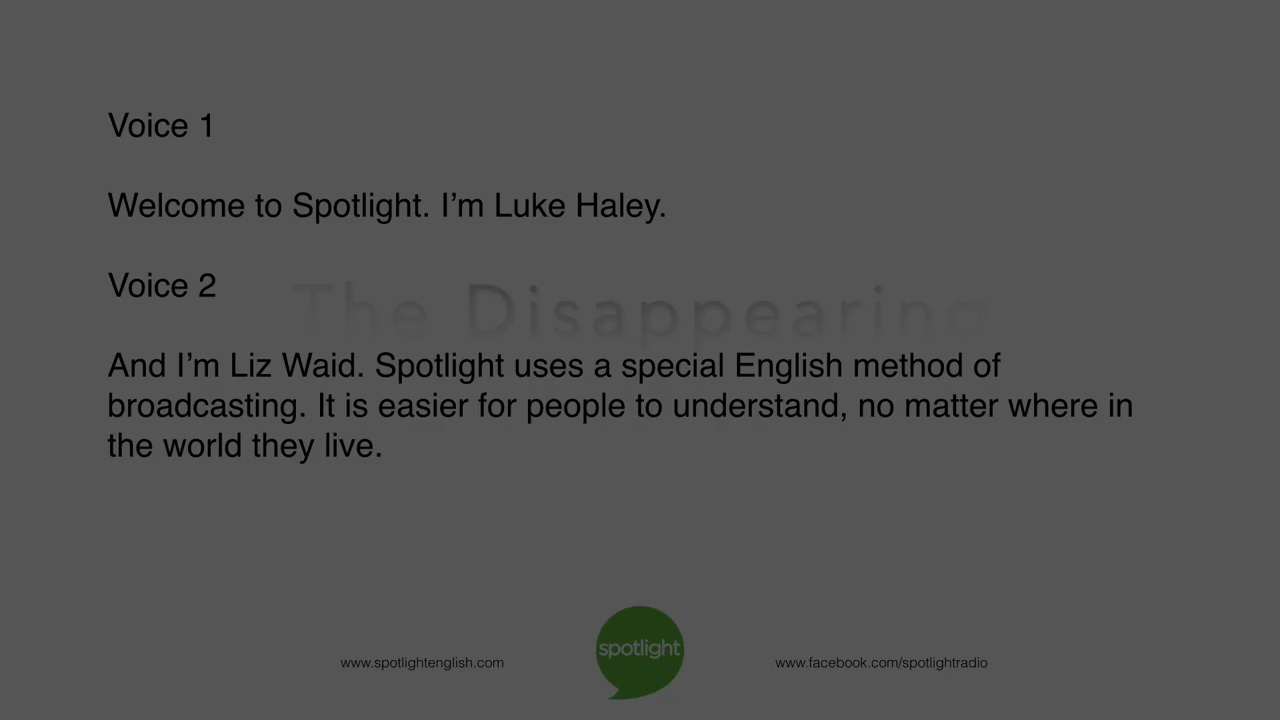 Voice 1
Welcome to Spotlight. I’m Luke Haley.
Voice 2
The Disappearing
And I’m Liz Waid. Spotlight uses a special English method of
broadcasting. It is easier for people to understand, no matter where in
the world they live.
spotlight
www.spotlightenglish.com
www.facebook.com/spotlightradio